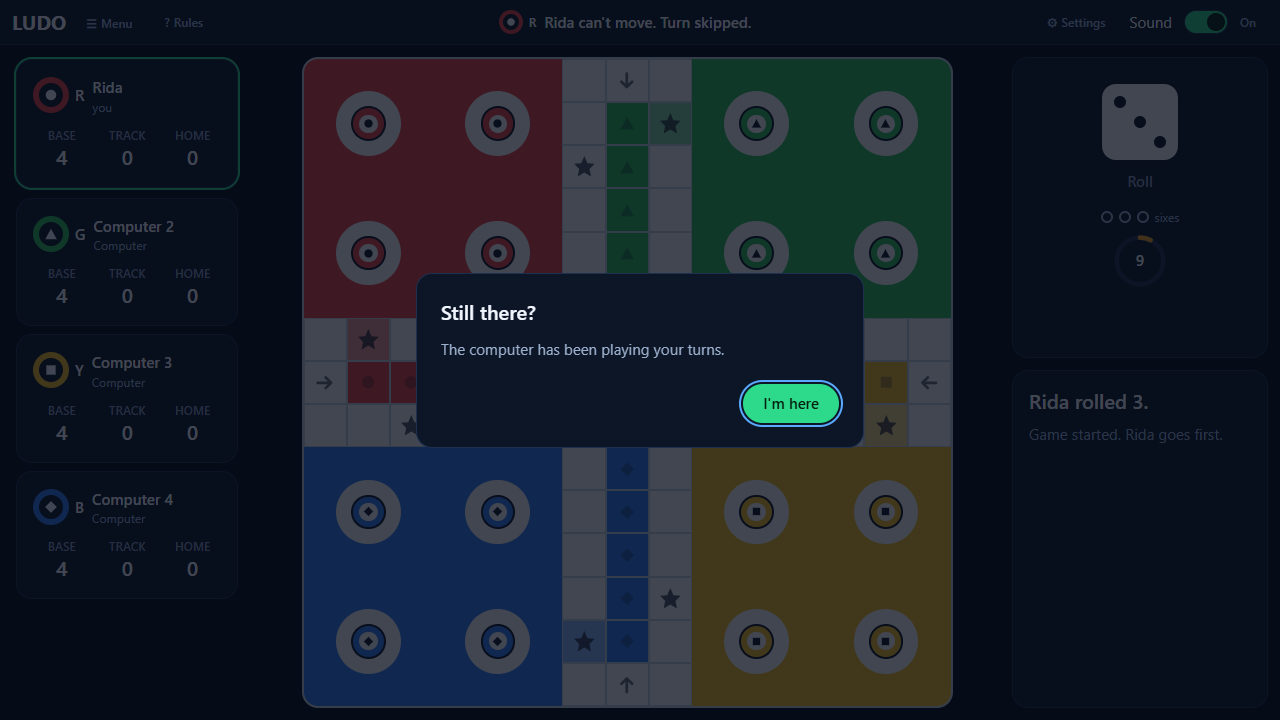 LUDO ☰ Menu ? Rules R Rida can't move. Turn skipped. ⚙ Settings Sound On
R Rida
you
BASE TRACK HOME
4 0 0
G Computer 2
Computer
BASE TRACK HOME
4 0 0
Y Computer 3
Computer
BASE TRACK HOME
4 0 0
B Computer 4
Computer
BASE TRACK HOME
4 0 0
Still there?
The computer has been playing your turns.
I'm here
Roll
sixes
9
Rida rolled 3.
Game started. Rida goes first.